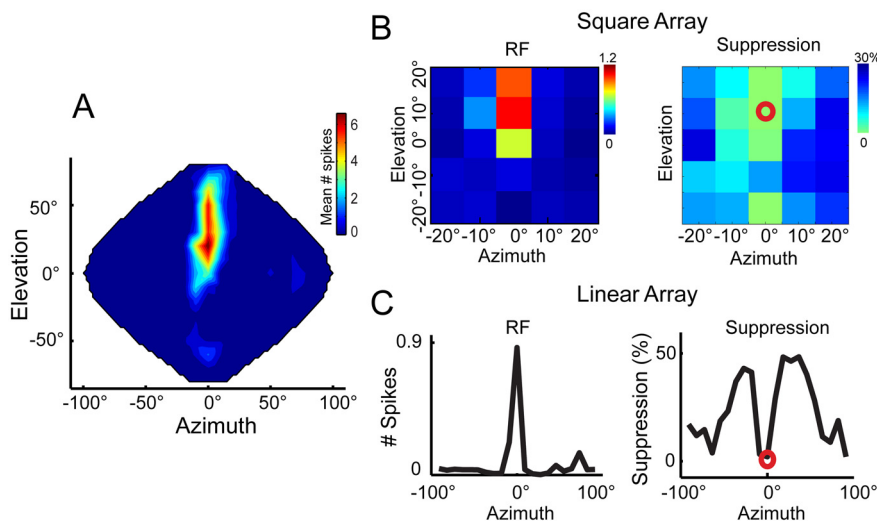 A
Mean # spikes
6
4
2
0
Elevation
50°
0°
-50°
-100°
-50°
0°
50°
100°
Azimuth
B
Square Array
RF
Elevation
20°
10°
0°
-10°
-20°
-20°
-10°
0°
10°
20°
Azimuth
1.2
0
Suppression
Elevation
-20°
-10°
0°
10°
20°
Azimuth
30%
0
C
Linear Array
RF
# Spikes
0.9
0
-100°
0°
100°
Azimuth
Suppression
Suppression (%)
50
0
-100°
0°
100°
Azimuth